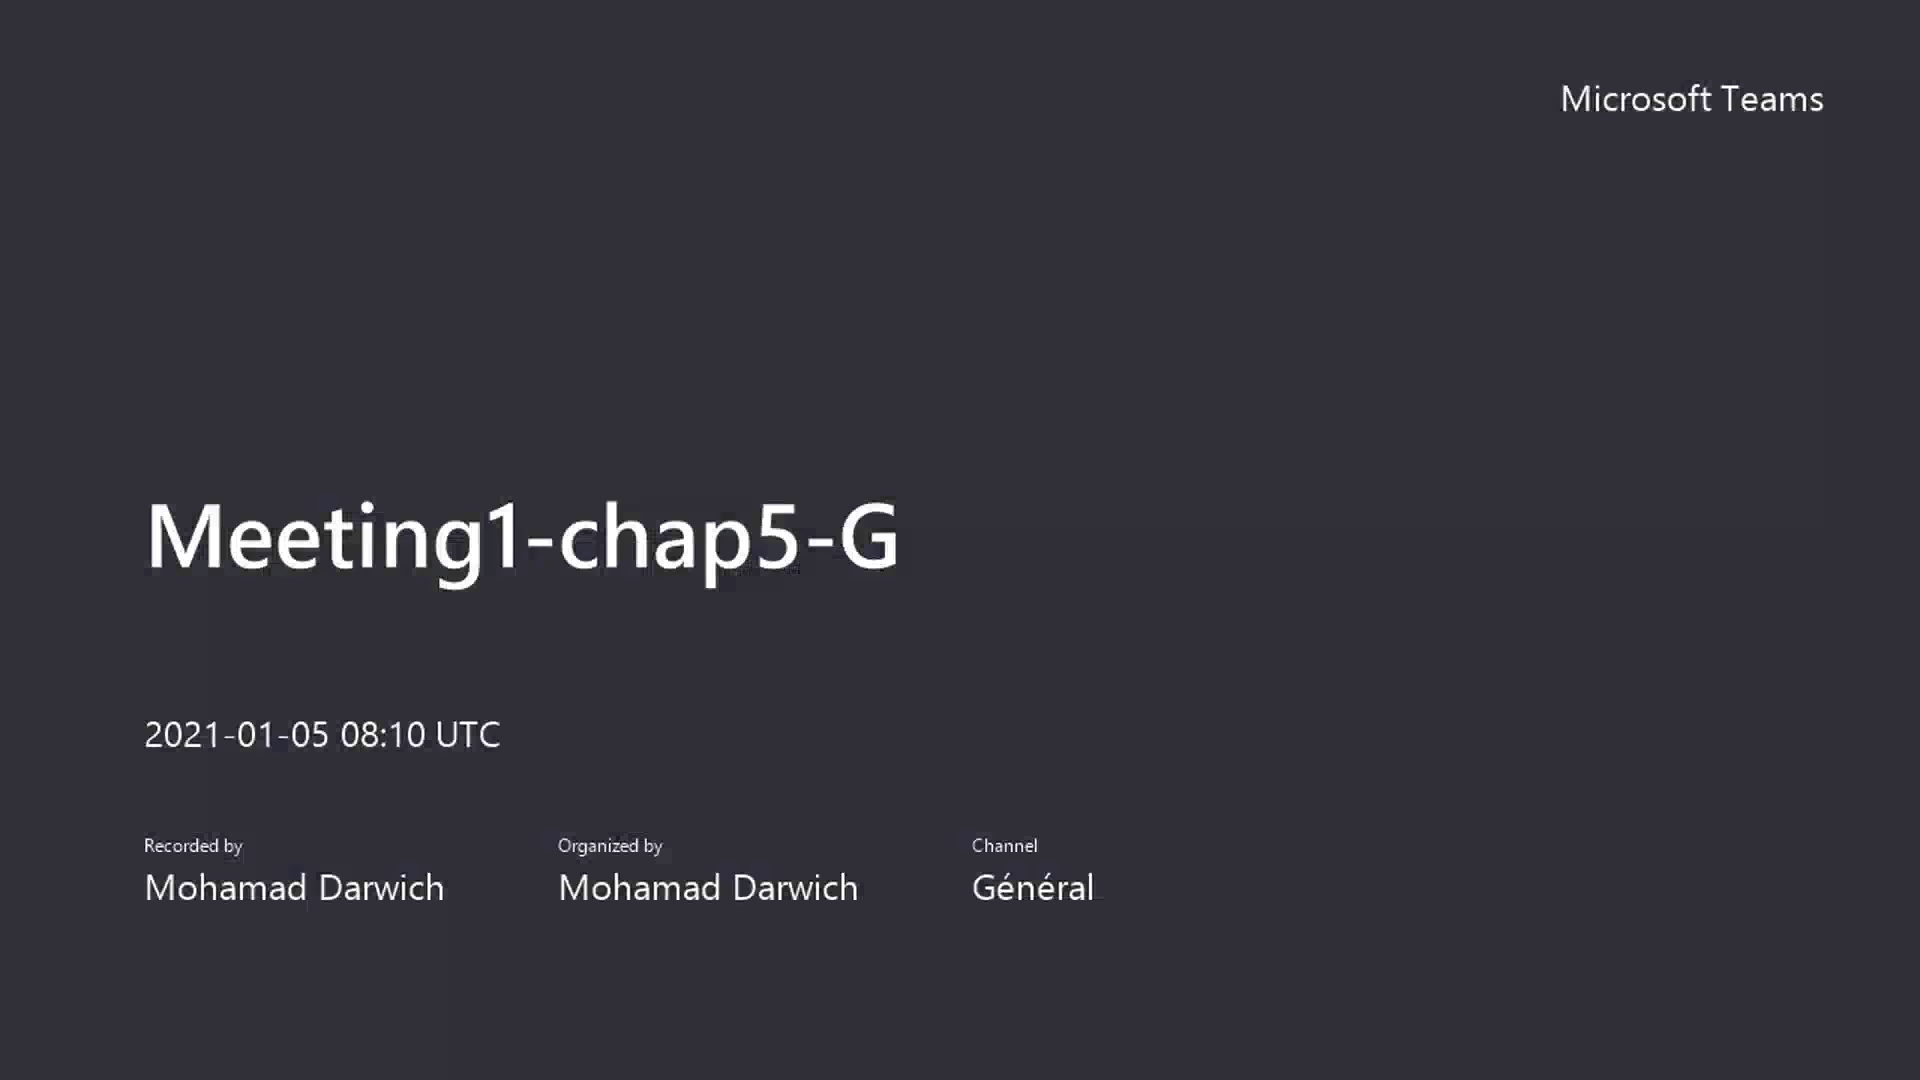 Microsoft Teams
Meeting1-chap5-G
2021-01-05 08:10 UTC
Recorded by
Mohamad Darwich
Organized by
Mohamad Darwich
Channel
Général